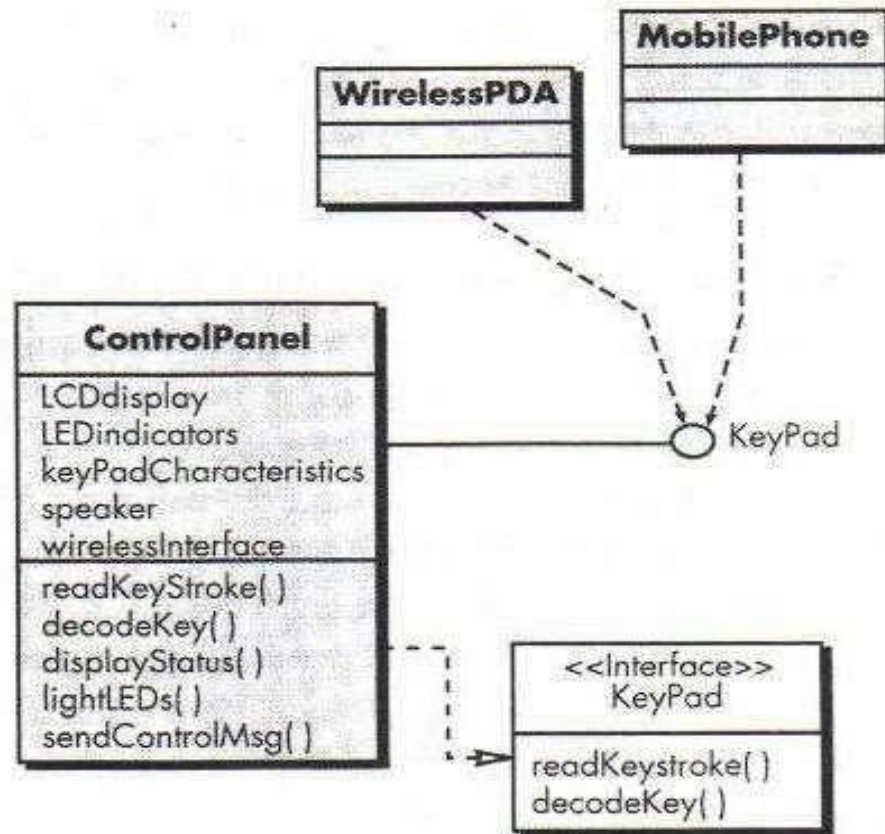 MobilePhone
WirelessPDA
ControlPanel
LCDdisplay
LEDindicators
keyPadCharacteristics
speaker
wirelessInterface
readKeyStroke( )
decodeKey( )
displayStatus( )
lightLEDs( )
sendControlMsg( )
KeyPad
<<Interface>>
KeyPad
readKeystroke( )
decodeKey( )